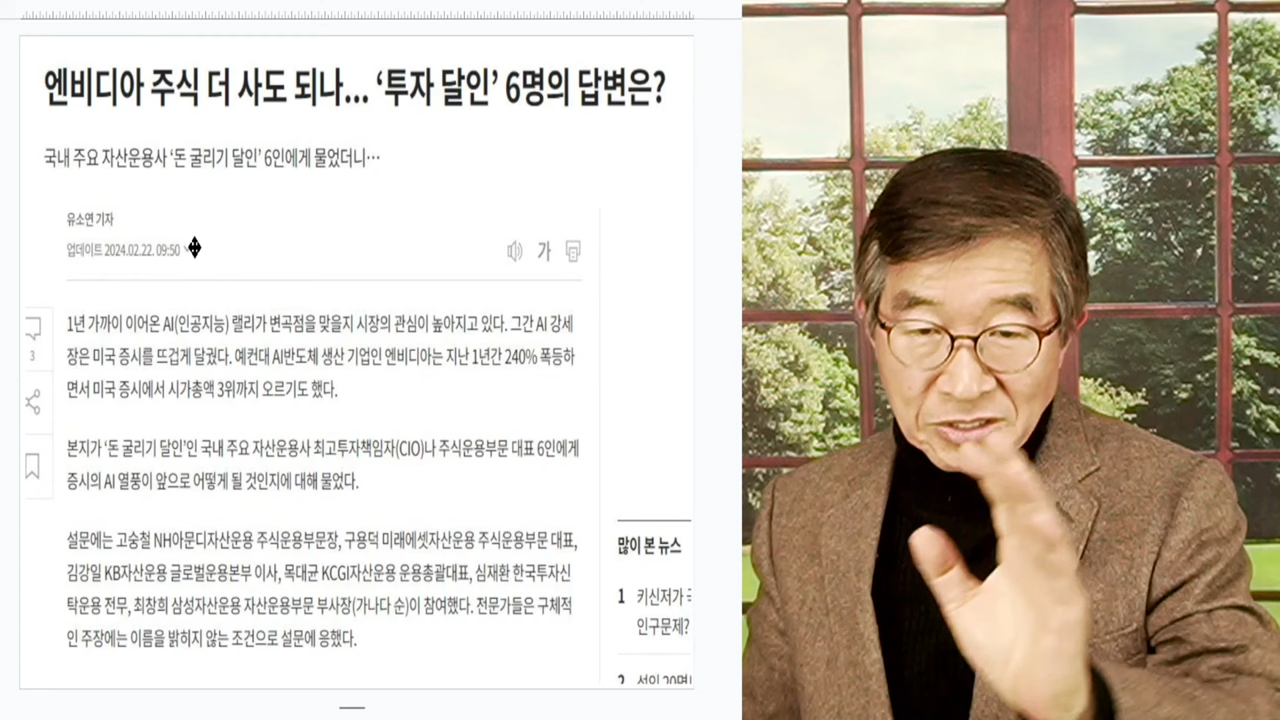 엔비디아 주식 더 사도 되나... ‘투자 달인’ 6명의 답변은?
국내 주요 자산운용사 ‘돈 굴리기 달인’ 6인에게 물었더니…
유소연 기자
업데이트 2024.02.22. 09:50
가
1년 가까이 이어온 AI(인공지능) 랠리가 변곡점을 맞을지 시장의 관심이 높아지고 있다. 그간 AI 강세
장은 미국 증시를 뜨겁게 달궜다. 예컨대 AI반도체 생산 기업인 엔비디아는 지난 1년간 240% 폭등하
면서 미국 증시에서 시가총액 3위까지 오르기도 했다.
3
본지가 ‘돈 굴리기 달인’인 국내 주요 자산운용사 최고투자책임자(CIO)나 주식운용부문 대표 6인에게
증시의 AI 열풍이 앞으로 어떻게 될 것인지에 대해 물었다.
설문에는 고숭철 NH아문디자산운용 주식운용부문장, 구용덕 미래에셋자산운용 주식운용부문 대표,
김강일 KB자산운용 글로벌운용본부 이사, 목대균 KCGI자산운용 운용총괄대표, 심재환 한국투자신
탁운용 전무, 최창희 삼성자산운용 자산운용부문 부사장(가나다 순)이 참여했다. 전문가들은 구체적
인 주장에는 이름을 밝히지 않는 조건으로 설문에 응했다.
많이 본 뉴스
1 키신저가
인구문제?
2